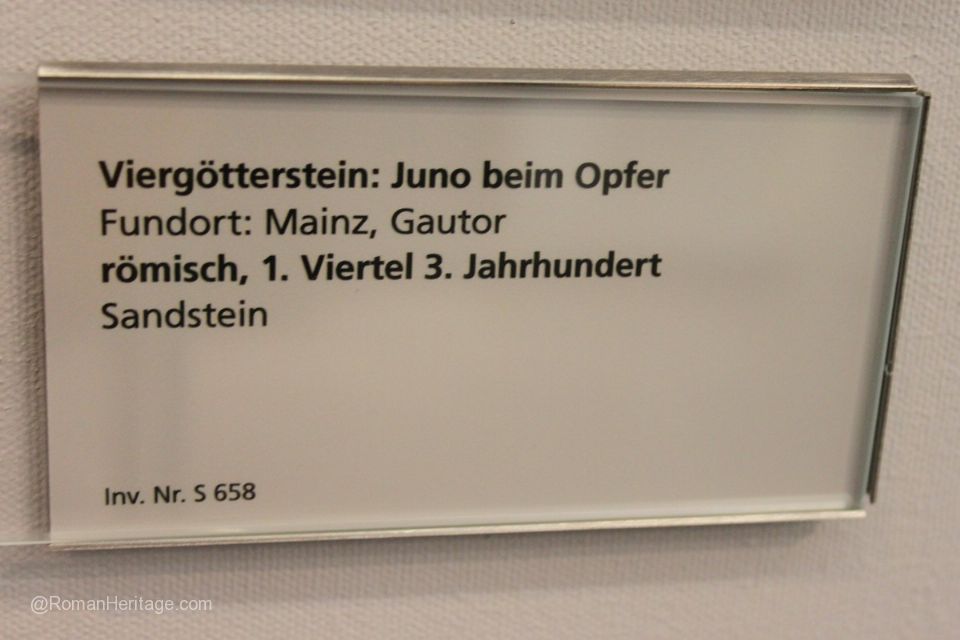 Viergötterstein: Juno beim Opfer
Fundort: Mainz, Gautor
römisch, 1. Viertel 3. Jahrhundert
Sandstein
Inv. Nr. S 658
@RomanHeritage.com